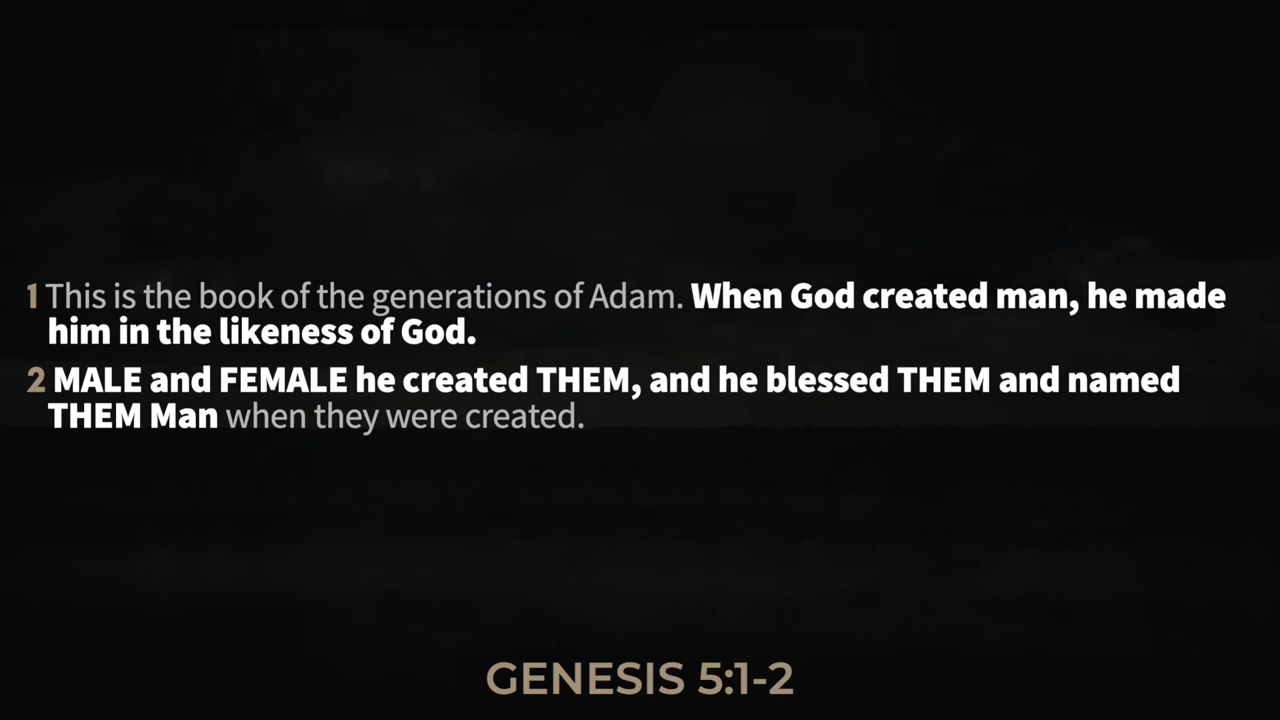 1 This is the book of the generations of Adam. When God created man, he made
him in the likeness of God.
2 MALE and FEMALE he created THEM, and he blessed THEM and named
THEM Man when they were created.
GENESIS 5:1-2